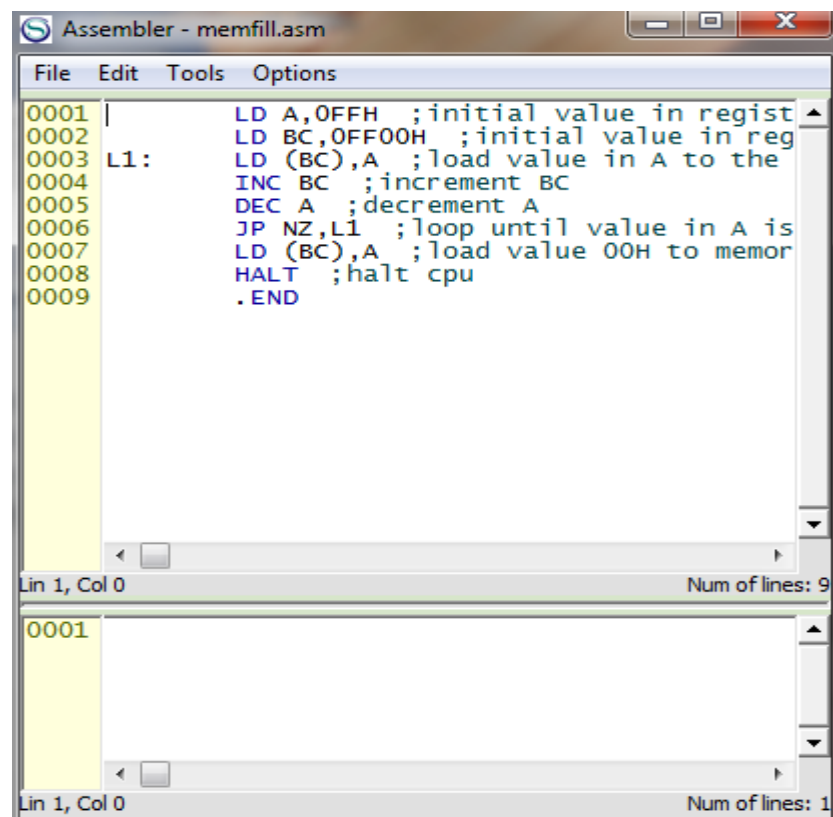 Assembler - memfill.asm
File Edit Tools Options
0001 LD A,0FFH ;initial value in regist
0002 LD BC,0FF00H ;initial value in reg
0003 L1: LD (BC),A ;load value in A to the
0004 INC BC ;increment BC
0005 DEC A ;decrement A
0006 JP NZ,L1 ;loop until value in A is
0007 LD (BC),A ;load value 00H to memor
0008 HALT ;halt cpu
0009 .END
Lin 1, Col 0 Num of lines: 9
0001
Lin 1, Col 0 Num of lines: 1